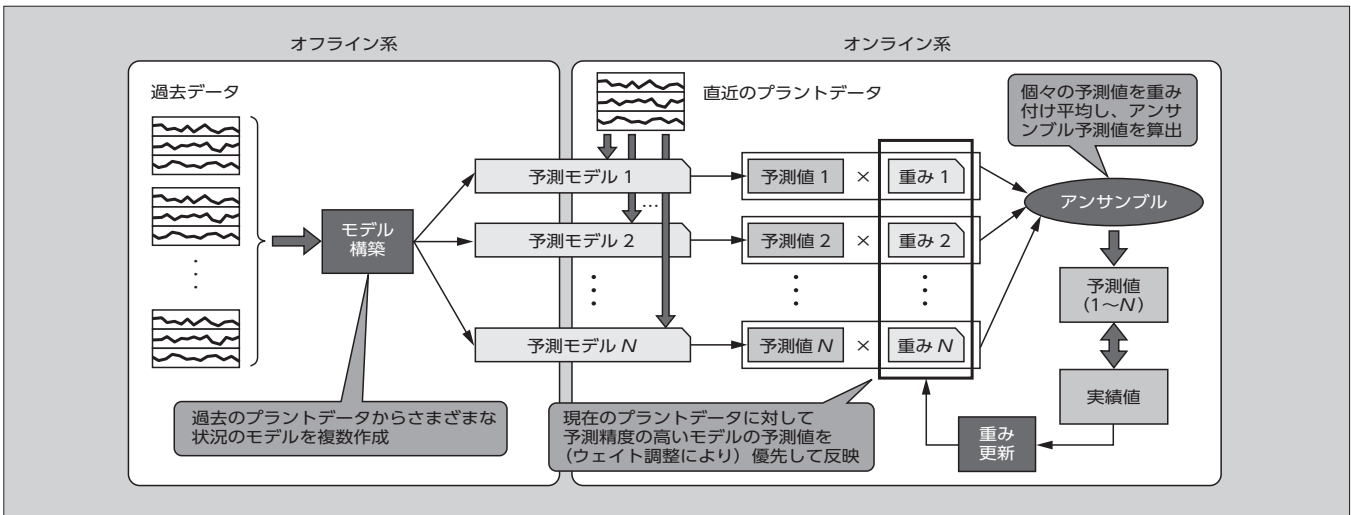 オフライン系
オンライン系
過去データ
直近のプラントデータ
個々の予測値を重み
付け平均し、アンサ
ンブル予測値を算出
予測モデル 1
予測値 1 × 重み 1
アンサンブル
…
モデル
構築
予測モデル 2
予測値 2 × 重み 2
予測値
(1～N)
予測モデル N
予測値 N × 重み N
実績値
過去のプラントデータからさまざまな
状況のモデルを複数作成
現在のプラントデータに対して
予測精度の高いモデルの予測値を
(ウェイト調整により) 優先して反映
重み
更新